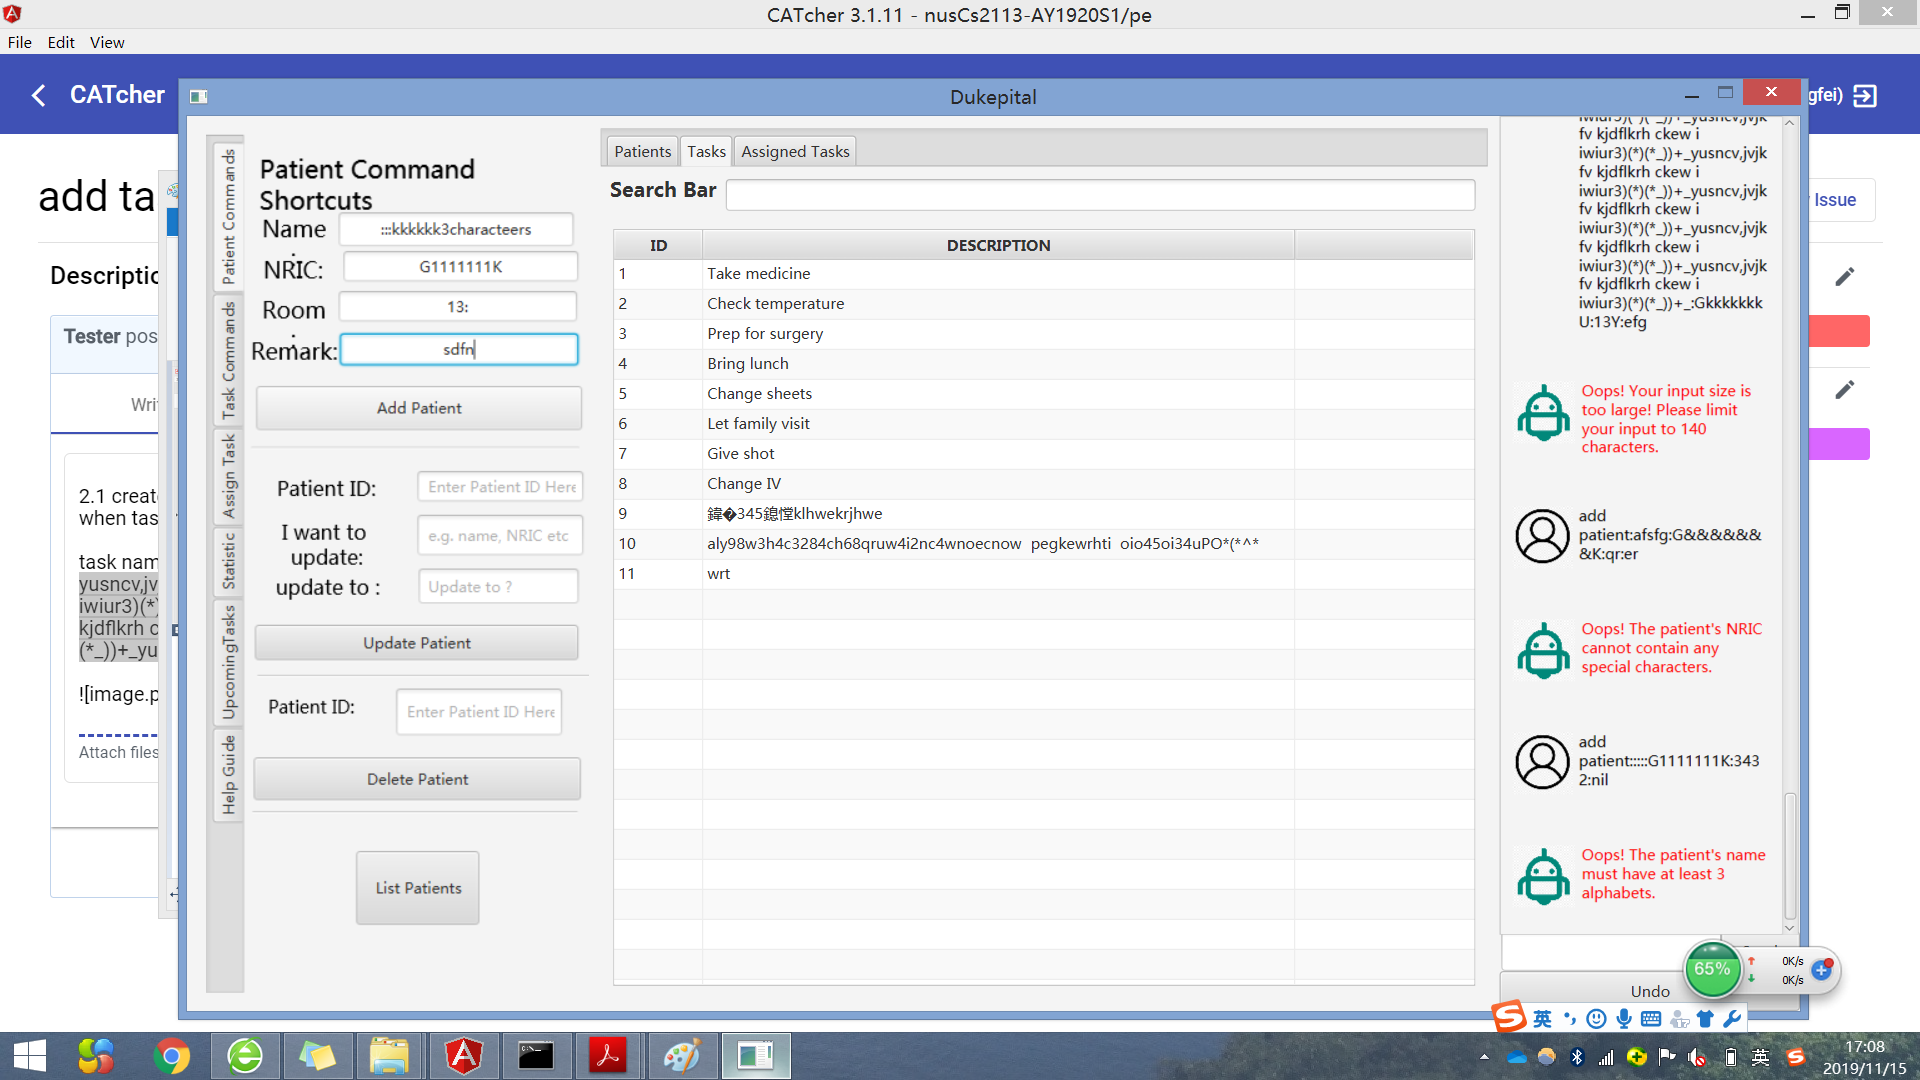 CATcher 3.1.11 - nusCs2113-AY1920S1/pe
File Edit View
CATcher
gfei)
Dukepital
add ta
Issue
Descriptio
Tester pos
Writ
2.1 creat
when tas
task nam
yusncv,jv
iwiur3)(*)
kjdflkrh c
(*_))+_yu
![image.p
Attach files
Patient Commands
Task Commands
Assign Task
Statistic
UpcomingTasks
Help Guide
Patient Command
Shortcuts
Name
:
:::kkkkkk3characteers
NRIC:
G1111111K
Room
:
13:
Remark:
sdfn
Add Patient
Patient ID:
Enter Patient ID Here
I want to
update:
e.g. name, NRIC etc
update to :
Update to ?
Update Patient
Patient ID:
Enter Patient ID Here
Delete Patient
List Patients
Patients Tasks Assigned Tasks
Search Bar
ID DESCRIPTION
1 Take medicine
2 Check temperature
3 Prep for surgery
4 Bring lunch
5 Change sheets
6 Let family visit
7 Give shot
8 Change IV
9 鍏�345鎴愷klhwekrjhwe
10 aly98w3h4c3284ch68qruw4i2nc4wnoecnow pegkewrhti oio45oi34uPO*(*^*
11 wrt
iwiur3)(*)(*_))+_yusncv,jvjk
fv kjdflkrh ckew i
iwiur3)(*)(*_))+_yusncv,jvjk
fv kjdflkrh ckew i
iwiur3)(*)(*_))+_yusncv,jvjk
fv kjdflkrh ckew i
iwiur3)(*)(*_))+_yusncv,jvjk
fv kjdflkrh ckew i
iwiur3)(*)(*_))+_yusncv,jvjk
fv kjdflkrh ckew i
iwiur3)(*)(*_))+_:Gkkkkkkk
U:13Y:efg
Oops! Your input size is
too large! Please limit
your input to 140
characters.
add
patient:afsfg:G&&&&&&
&K:qr:er
Oops! The patient's NRIC
cannot contain any
special characters.
add
patient:::::G1111111K:343
2:nil
Oops! The patient's name
must have at least 3
alphabets.
Undo
65%
0K/s
0K/s
英
英
17:08
2019/11/15